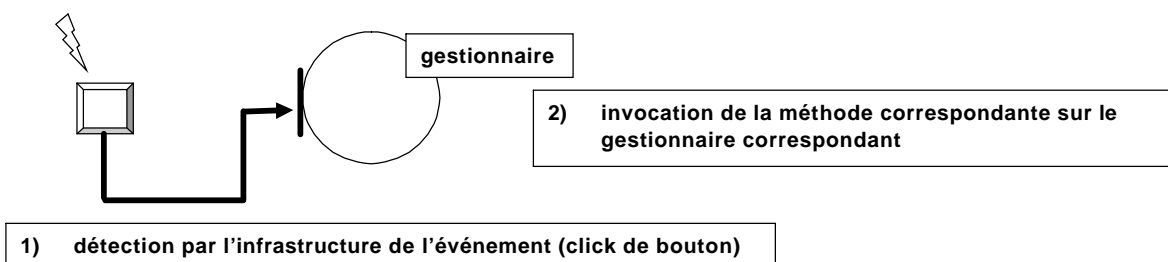 gestionnaire
2) invocation de la méthode correspondante sur le
gestionnaire correspondant
1) détection par l'infrastructure de l'événement (click de bouton)